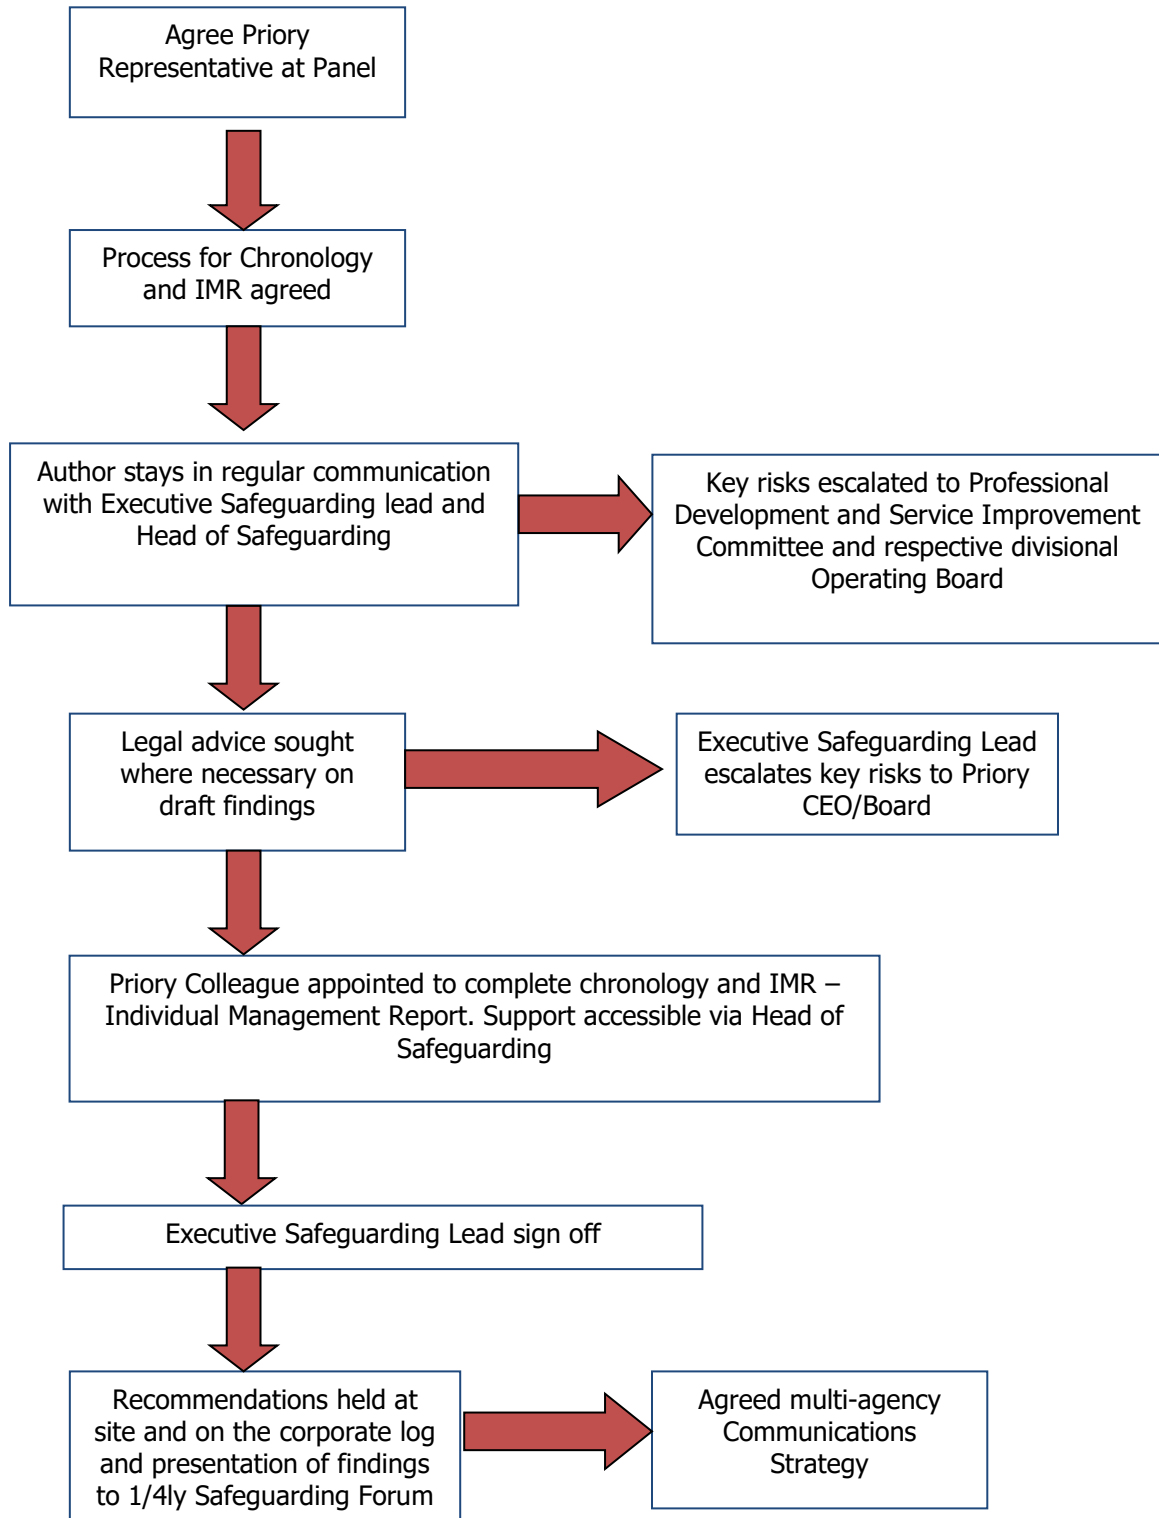 Agree Priory
Representative at Panel
Process for Chronology
and IMR agreed
Author stays in regular communication
with Executive Safeguarding lead and
Head of Safeguarding
Key risks escalated to Professional
Development and Service Improvement
Committee and respective divisional
Operating Board
Legal advice sought
where necessary on
draft findings
Executive Safeguarding Lead
escalates key risks to Priory
CEO/Board
Priory Colleague appointed to complete chronology and IMR –
Individual Management Report. Support accessible via Head of
Safeguarding
Executive Safeguarding Lead sign off
Recommendations held at
site and on the corporate log
and presentation of findings
to 1/4ly Safeguarding Forum
Agreed multi-agency
Communications
Strategy